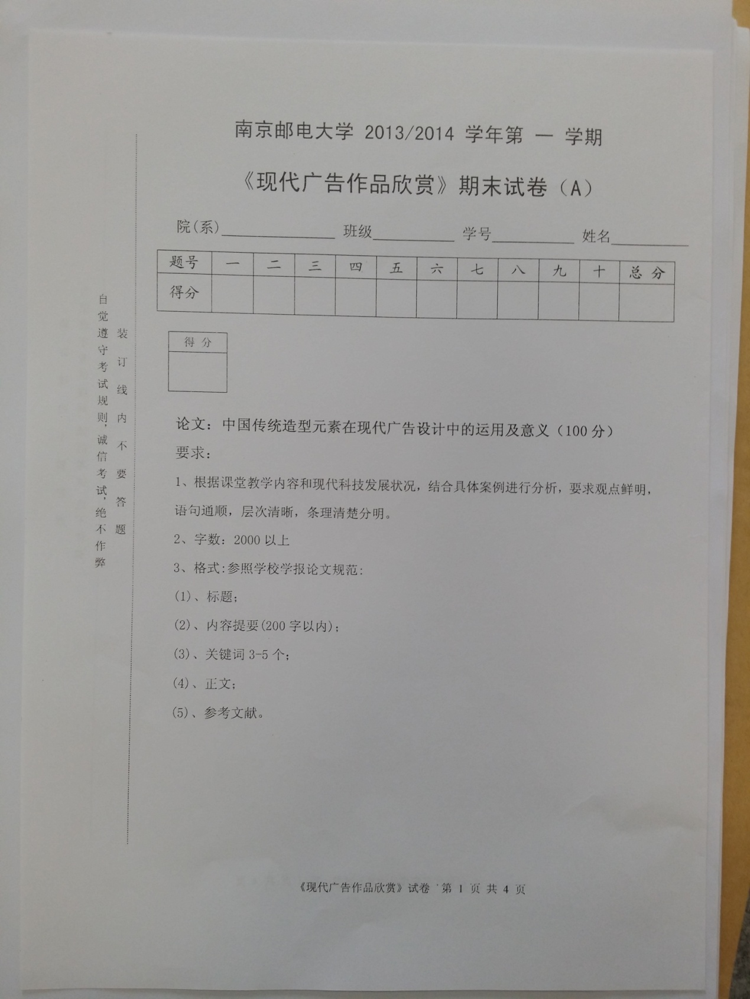 南京邮电大学 2013/2014 学年第 一 学期
《现代广告作品欣赏》期末试卷（A）
院(系)______________ 班级__________ 学号__________ 姓名__________
题号 一 二 三 四 五 六 七 八 九 十 总 分
得分
得 分
自觉遵守考试规则，诚信考试，绝不作弊
装订线内不要答题
论文：中国传统造型元素在现代广告设计中的运用及意义（100 分）
要求：
1、根据课堂教学内容和现代科技发展状况，结合具体案例进行分析，要求观点鲜明，
语句通顺，层次清晰，条理清楚分明。
2、字数：2000 以上
3、格式:参照学校学报论文规范:
(1)、标题;
(2)、内容提要(200 字以内);
(3)、关键词 3-5 个;
(4)、正文;
(5)、参考文献。
《现代广告作品欣赏》试卷 第 1 页 共 4 页